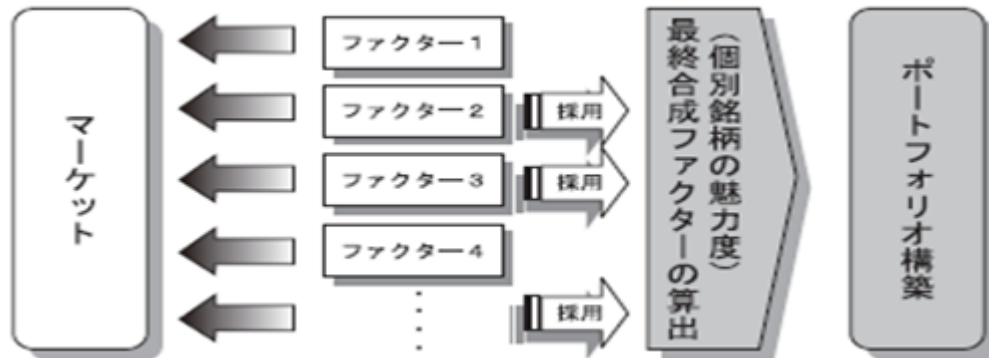 マーケット
ファクター1
ファクター2
ファクター3
ファクター4
採用
採用
採用
(個別銘柄の魅力度)
最終合成ファクターの算出
ポートフォリオ構築